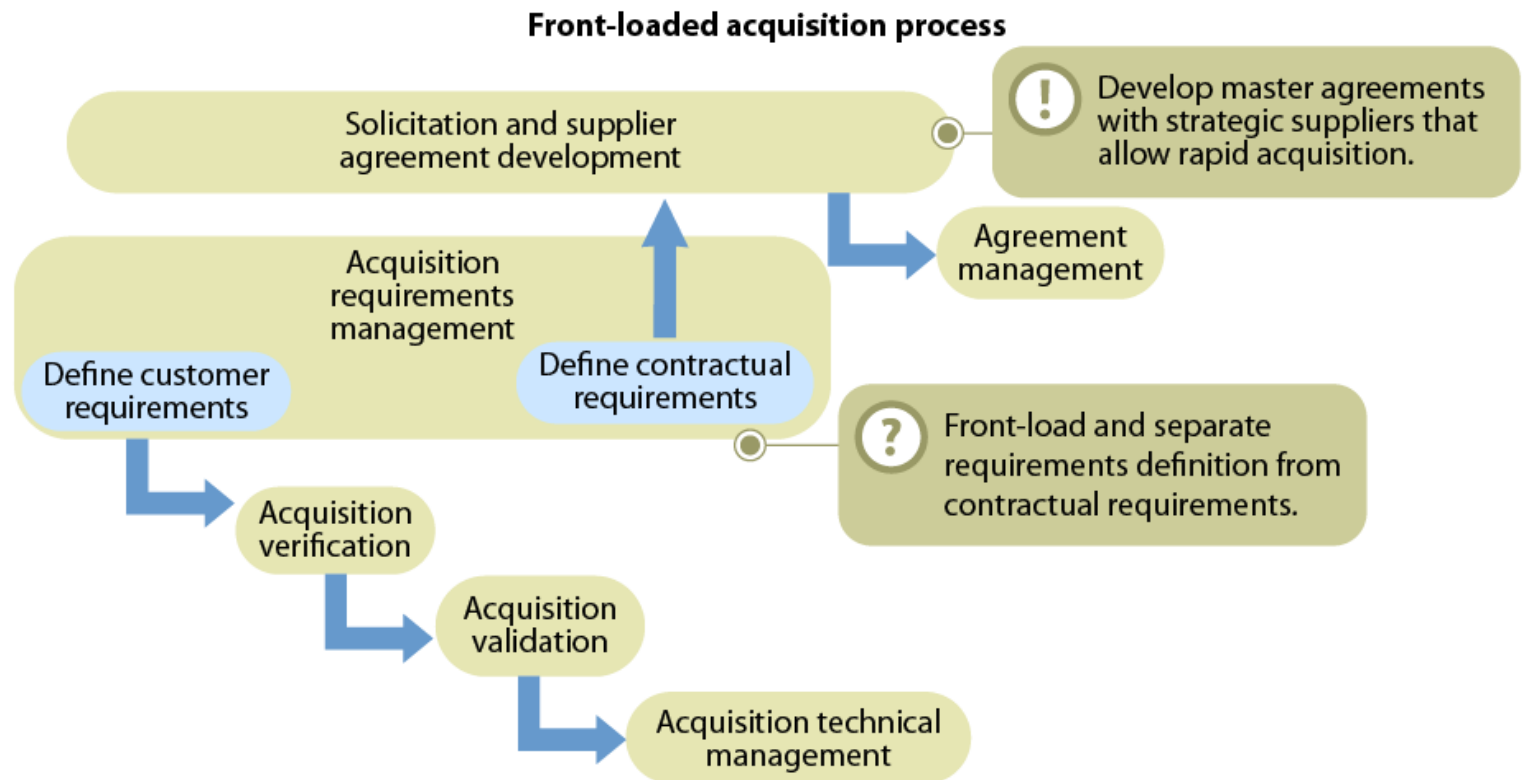 Front-loaded acquisition process
Solicitation and supplier
agreement development
!
Develop master agreements
with strategic suppliers that
allow rapid acquisition.
Agreement
management
Acquisition
requirements
management
Define customer
requirements
Define contractual
requirements
?
Front-load and separate
requirements definition from
contractual requirements.
Acquisition
verification
Acquisition
validation
Acquisition technical
management